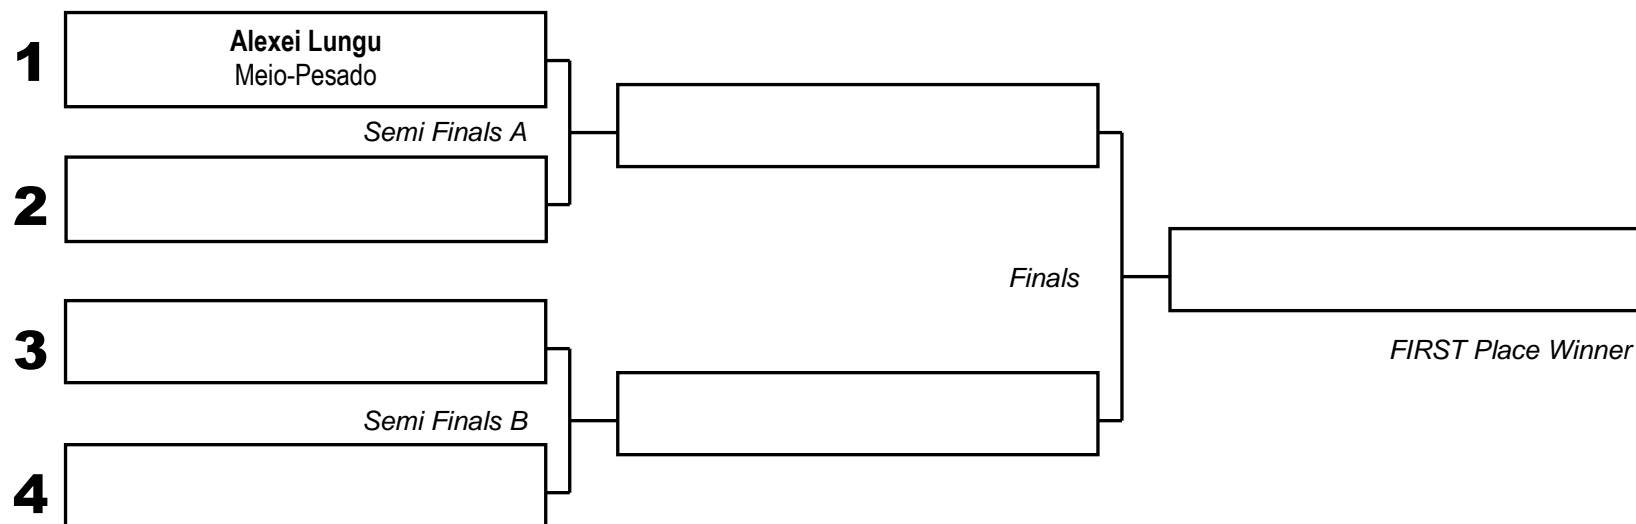 1
Alexei Lungu
Meio-Pesado
Semi Finals A
2
Finals
3
FIRST Place Winner
Semi Finals B
4